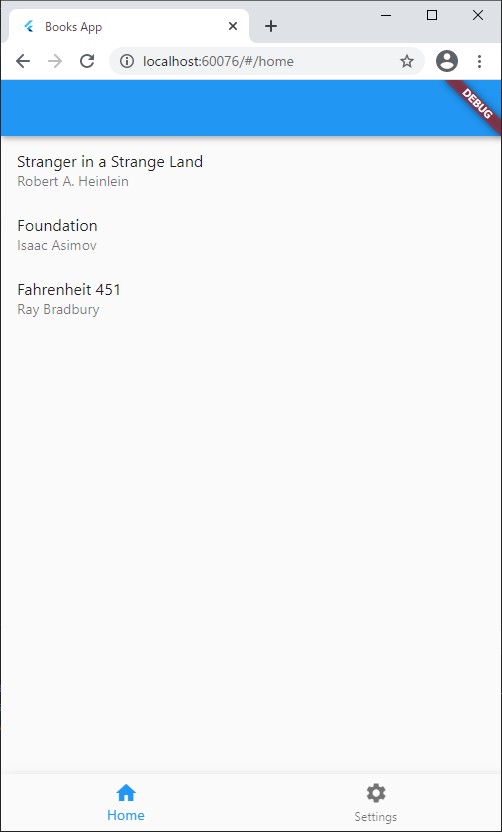 Books App
localhost:60076/#/home
DEBUG
Stranger in a Strange Land
Robert A. Heinlein
Foundation
Isaac Asimov
Fahrenheit 451
Ray Bradbury
Home
Settings